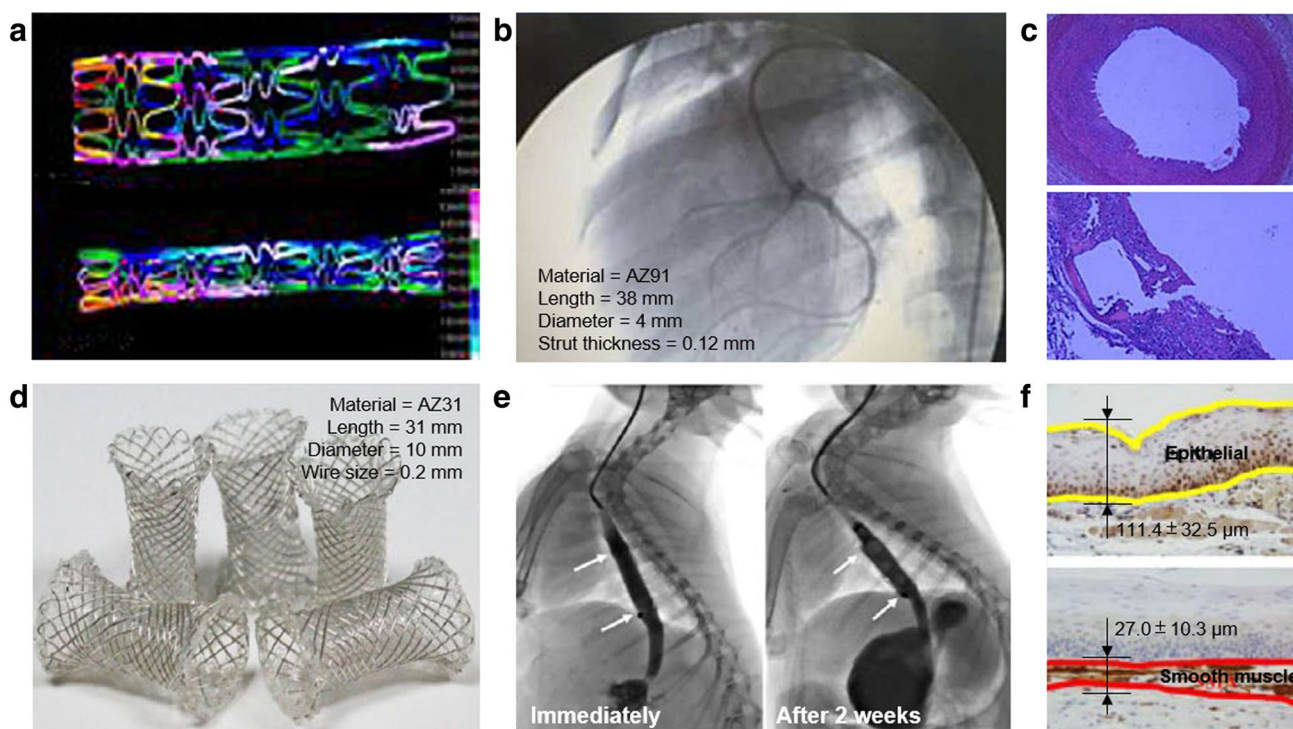 a
b
c
Material = AZ91
Length = 38 mm
Diameter = 4 mm
Strut thickness = 0.12 mm
d
Material = AZ31
Length = 31 mm
Diameter = 10 mm
Wire size = 0.2 mm
e
Immediately
After 2 weeks
f
Epithelial
111.4 ± 32.5 μm
27.0 ± 10.3 μm
Smooth muscle